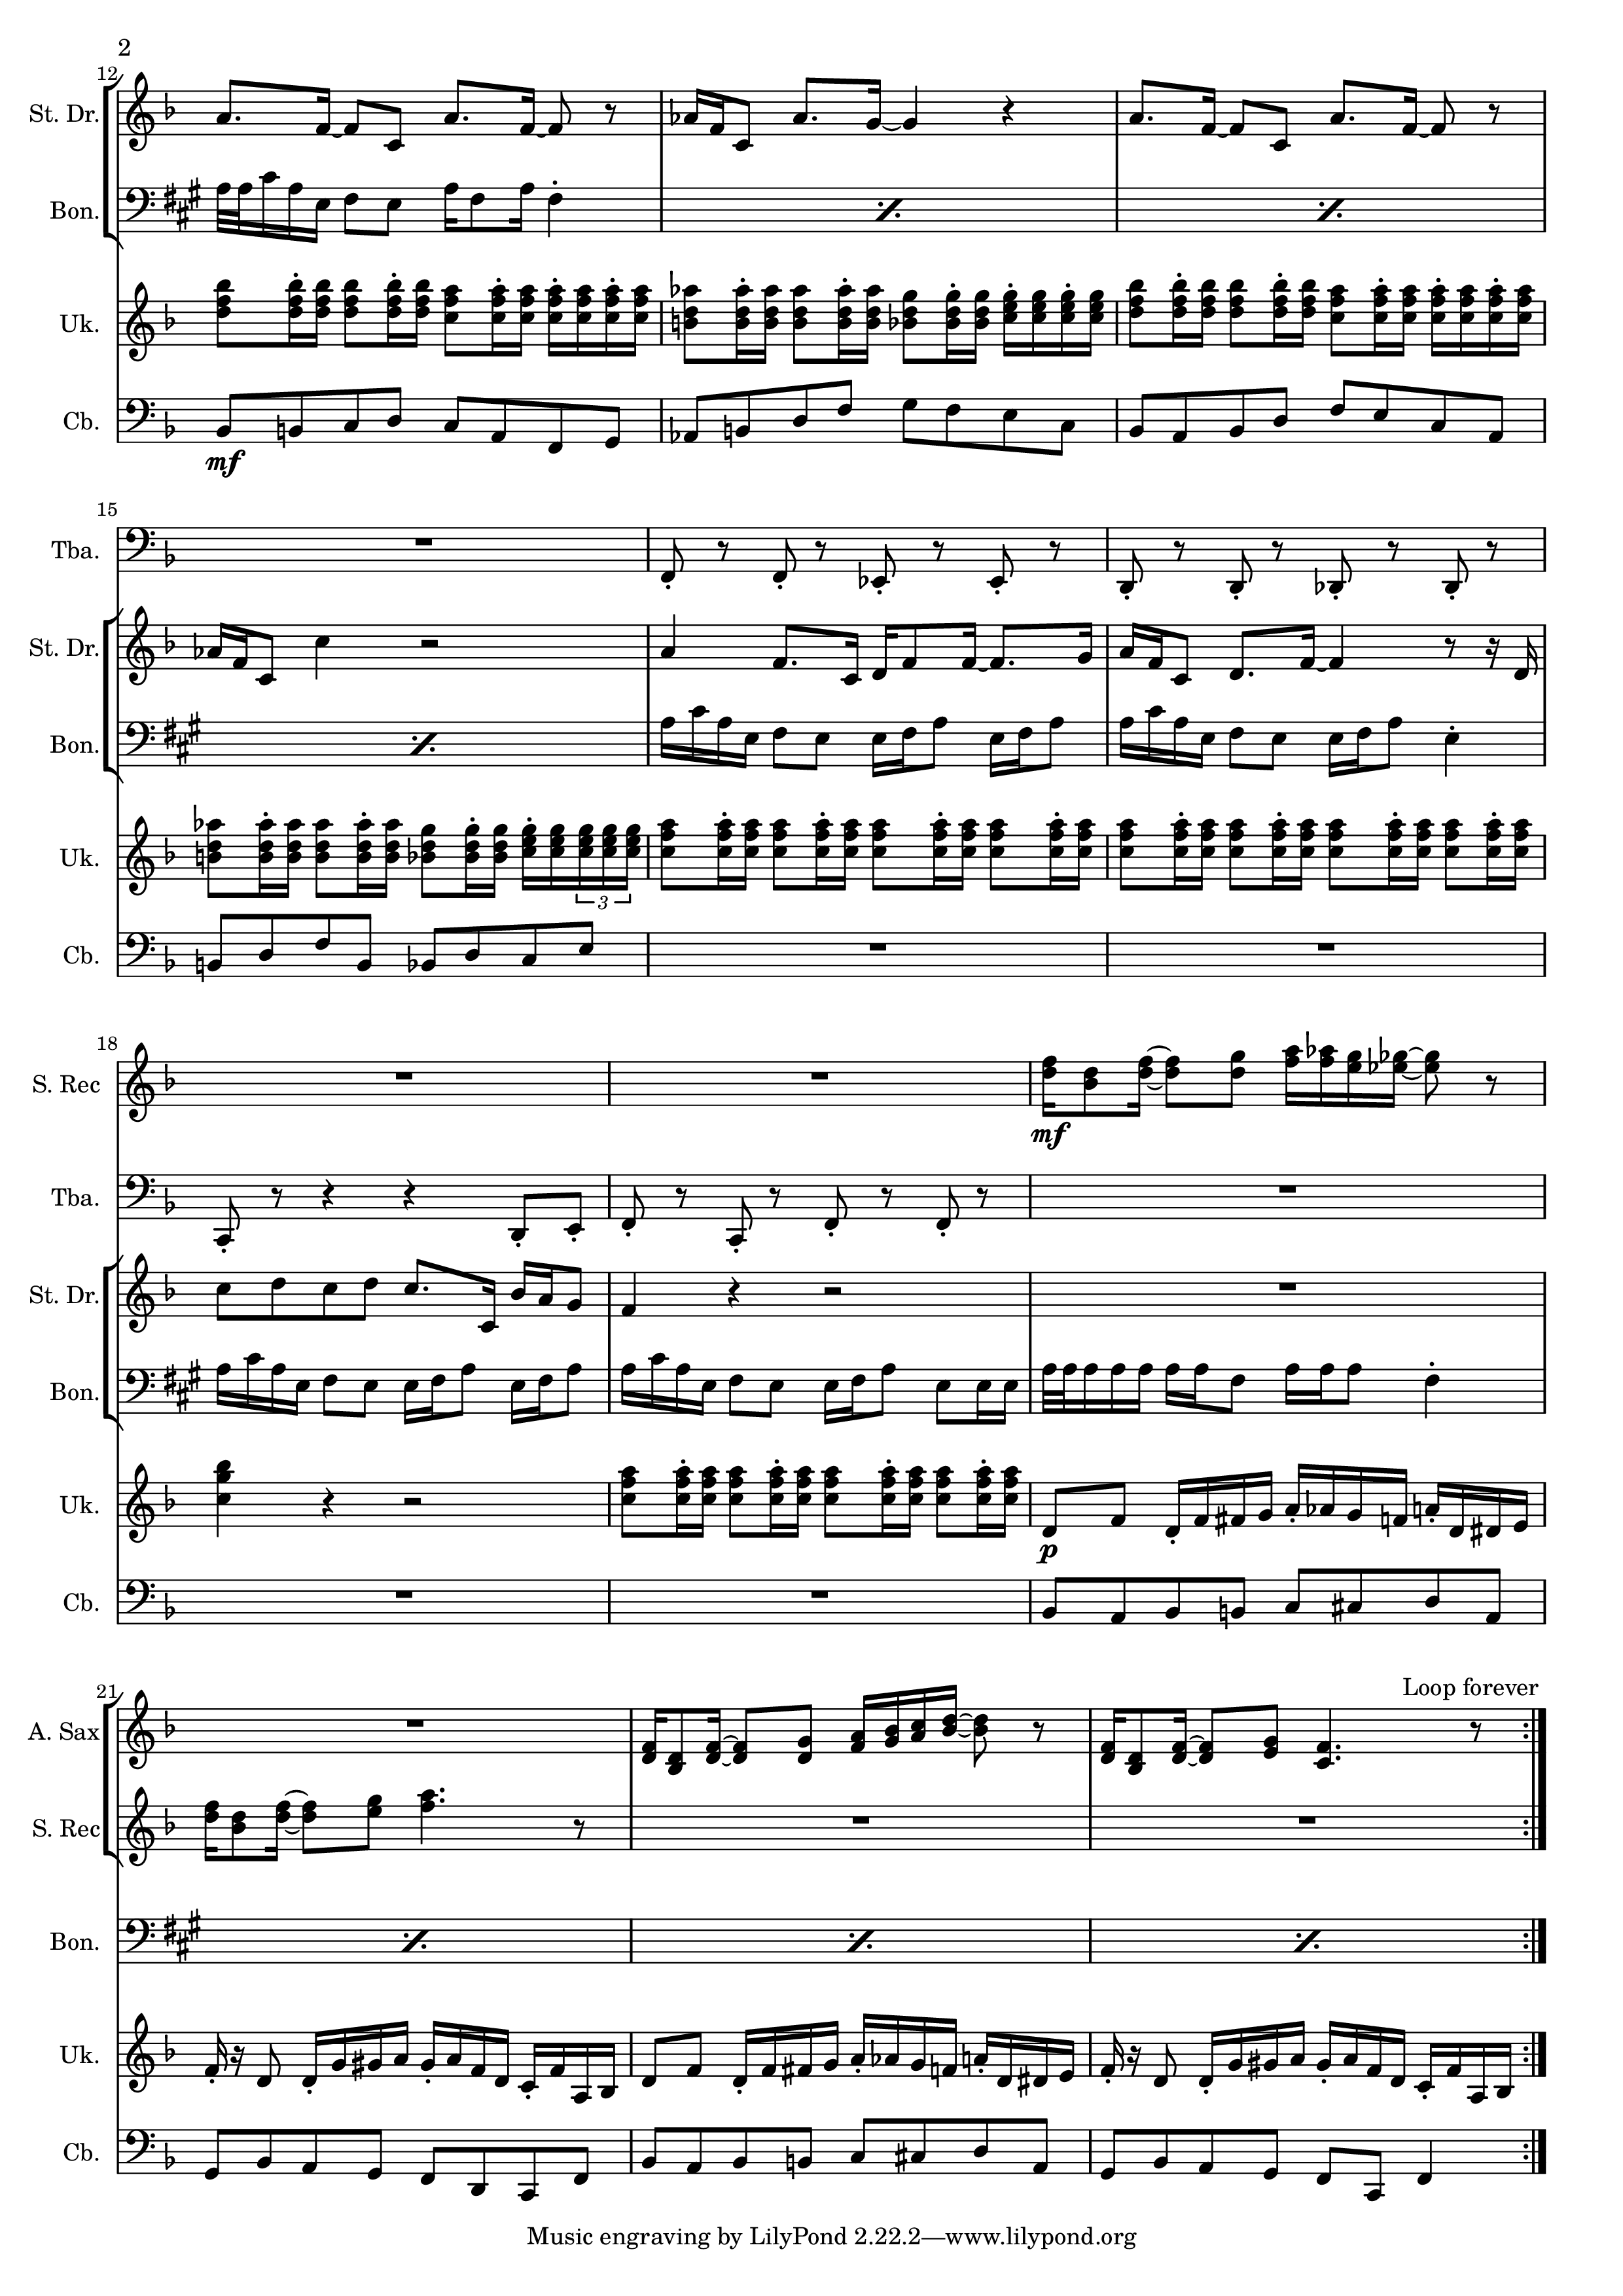 2
12
St. Dr.
Bon.
Uk.
Cb.
mf
15
Tba.
St. Dr.
Bon.
Uk.
3
Cb.
18
S. Rec
mf
Tba.
St. Dr.
Bon.
Uk.
p
Cb.
21
Loop forever
A. Sax
S. Rec
Bon.
Uk.
Cb.
Music engraving by LilyPond 2.22.2—www.lilypond.org